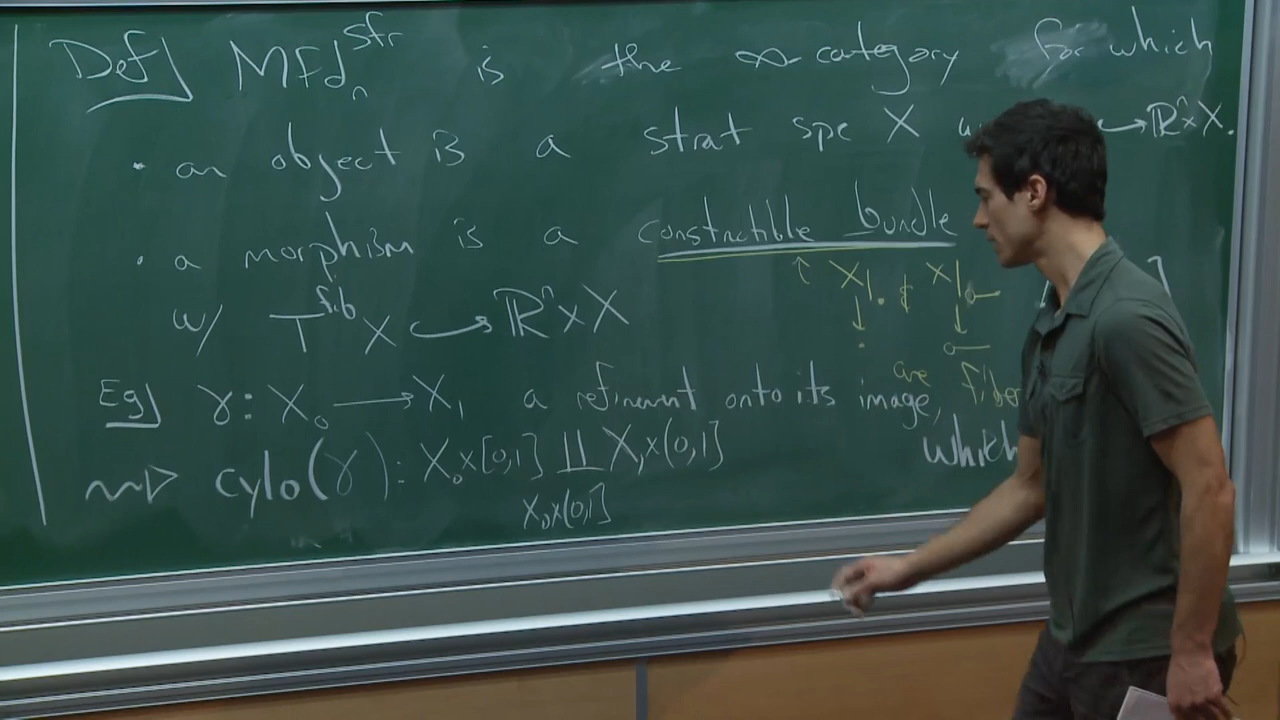 Def] MFd_n^sfr is the ∞-category for which
• an object is a strat spc X ↪ ℝ^n × X.
• a morphism is a constructible bundle
↑ X|. & X|o– ]
w/ T^fib X ↪ ℝ^n × X
↓ ↓
. o—
are fiber
Eg] γ: X_0 → X_1 a refinement onto its image,
which
⇝ cylo(γ): X_0×[0,1] ∐ X_1×(0,1]
X_0×(0,1]